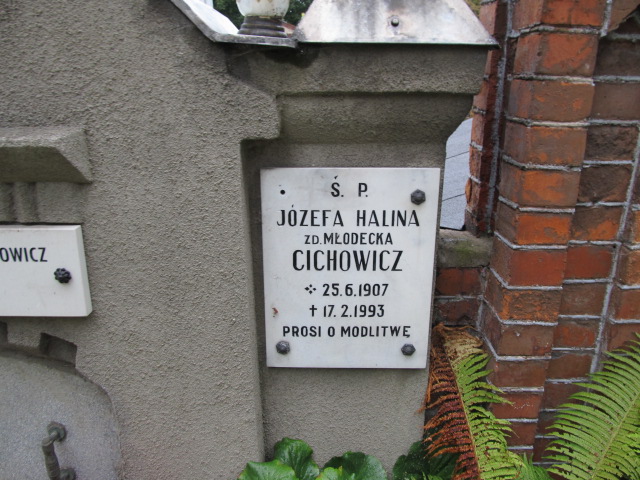 Ś. P.
JÓZEFA HALINA
ZD. MŁODECKA
CICHOWICZ
25.6.1907
† 17.2.1993
PROSI O MODLITWĘ
OWICZ